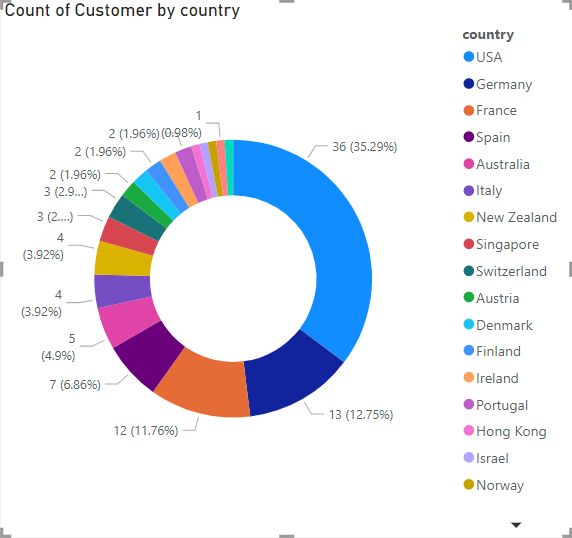 Count of Customer by country
country
USA
Germany
France
Spain
Australia
Italy
New Zealand
Singapore
Switzerland
Austria
Denmark
Finland
Ireland
Portugal
Hong Kong
Israel
Norway
1
(0.98%)
2 (1.96%)
2 (1.96%)
2 (1.96%)
3 (2.9...)
3 (2....)
4
(3.92%)
4
(3.92%)
5
(4.9%)
7 (6.86%)
12 (11.76%)
13 (12.75%)
36 (35.29%)